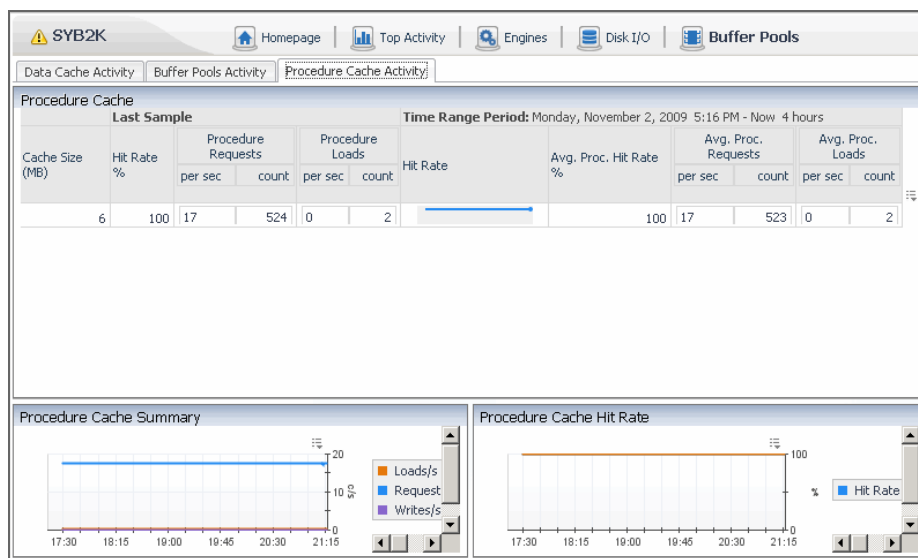 SYB2K Homepage Top Activity Engines Disk I/O Buffer Pools
Data Cache Activity Buffer Pools Activity Procedure Cache Activity
Procedure Cache
Last Sample Time Range Period: Monday, November 2, 2009 5:16 PM - Now 4 hours
Cache Size (MB) Hit Rate % Procedure Requests Procedure Loads Hit Rate Avg. Proc. Hit Rate % Avg. Proc. Requests Avg. Proc. Loads
per sec count per sec count per sec count per sec count
6 100 17 524 0 2 100 17 523 0 2
Procedure Cache Summary
20
10
0
s/s
Loads/s
Request
Writes/s
17:30 18:15 19:00 19:45 20:30 21:15
Procedure Cache Hit Rate
100
0
%
Hit Rate
17:30 18:15 19:00 19:45 20:30 21:15